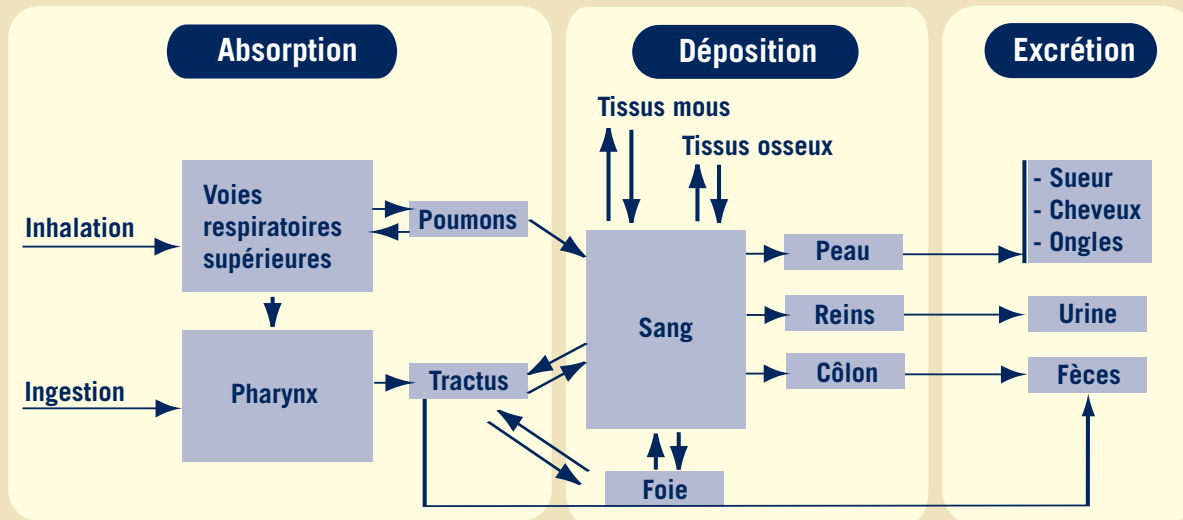 Absorption
Déposition
Excrétion
Tissus mous
Tissus osseux
Inhalation
Voies
respiratoires
supérieures
Poumons
Ingestion
Pharynx
Tractus
Sang
Foie
Peau
Reins
Côlon
- Sueur
- Cheveux
- Ongles
Urine
Fèces